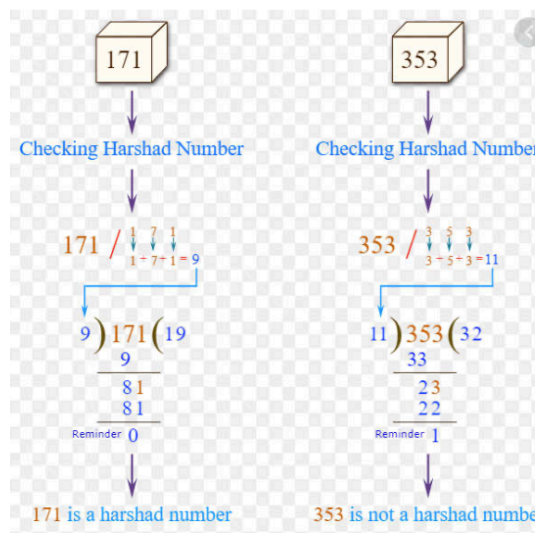 171
Checking Harshad Number
171 / 1 7 1
1 + 7 + 1 = 9
9 ) 171 ( 19
9
81
81
Reminder 0
171 is a harshad number
353
Checking Harshad Number
353 / 3 5 3
3 + 5 + 3 = 11
11 ) 353 ( 32
33
23
22
Reminder 1
353 is not a harshad numbe